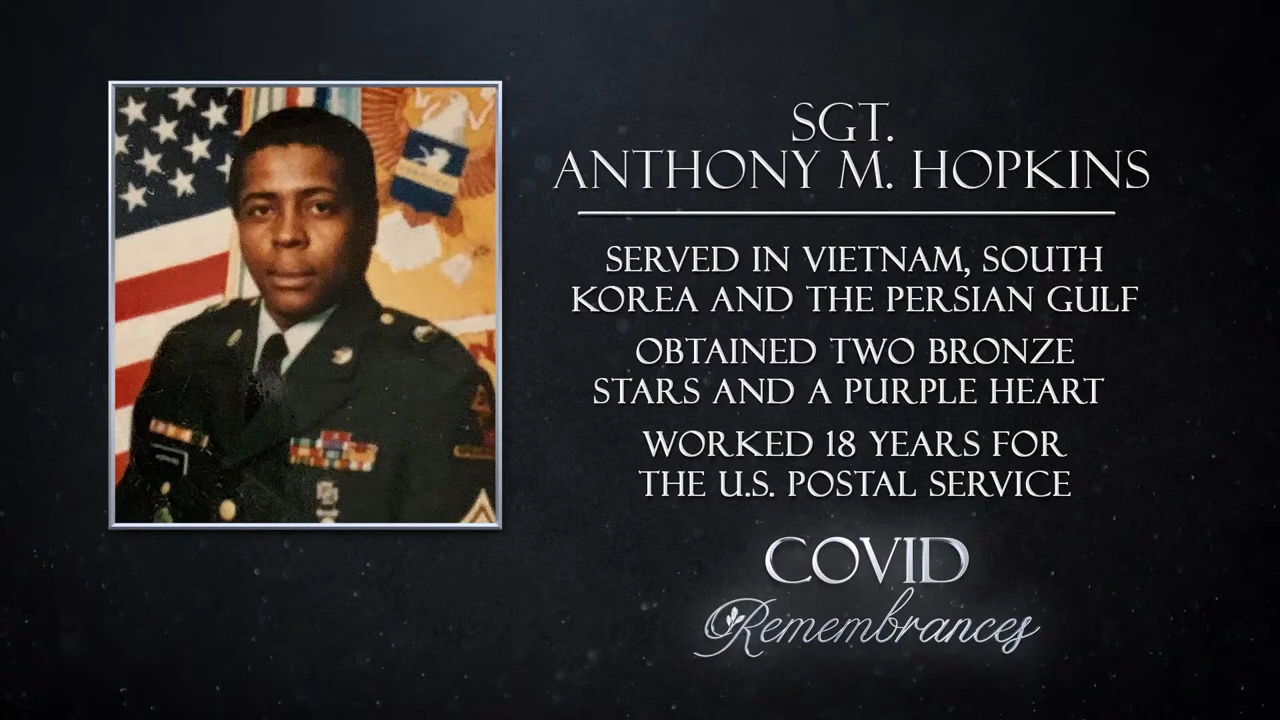 SGT.
ANTHONY M. HOPKINS
SERVED IN VIETNAM, SOUTH
KOREA AND THE PERSIAN GULF
OBTAINED TWO BRONZE
STARS AND A PURPLE HEART
WORKED 18 YEARS FOR
THE U.S. POSTAL SERVICE
COVID
Remembrances